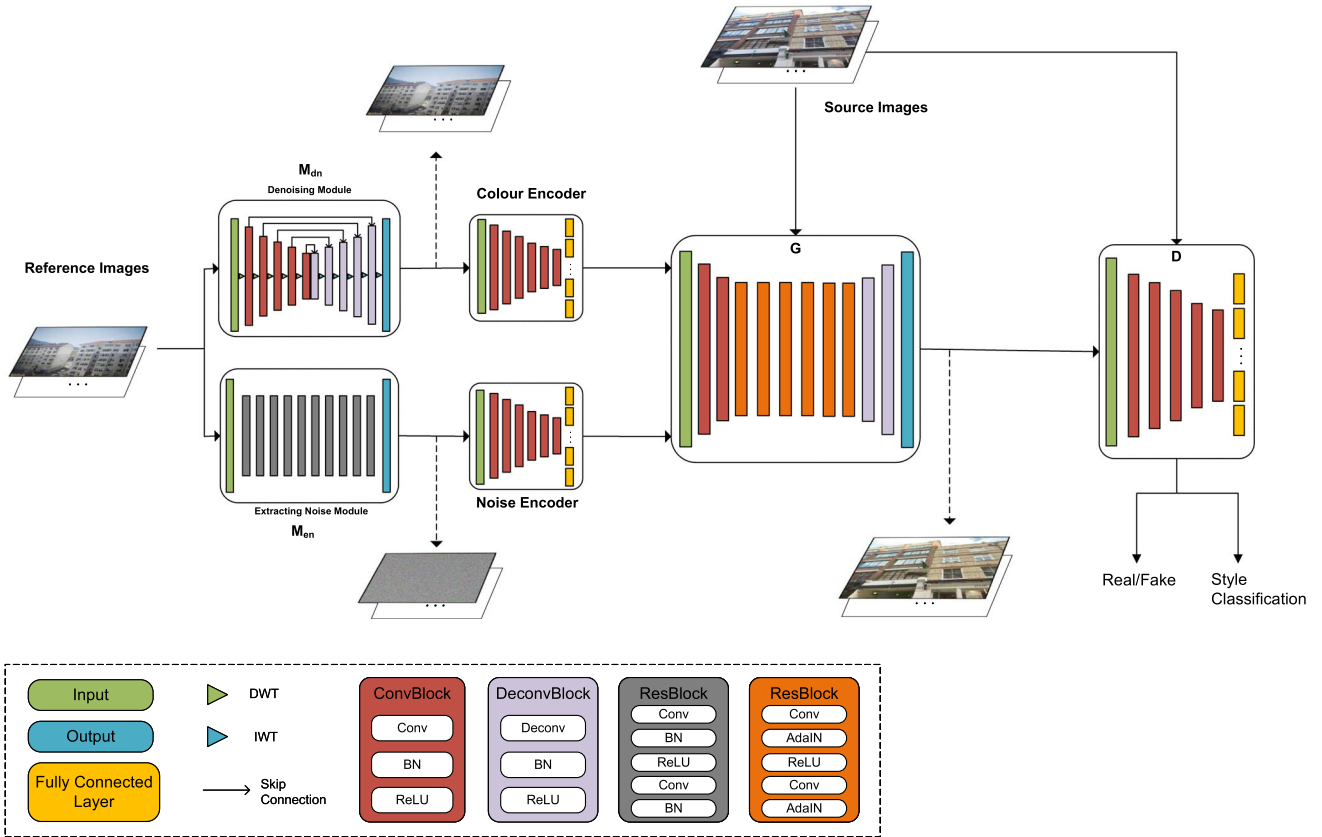 Source Images
M_dn
Denoising Module
Colour Encoder
Reference Images
G
D
Extracting Noise Module
M_en
Noise Encoder
Real/Fake
Style
Classification
Input
Output
Fully Connected
Layer
DWT
IWT
Skip
Connection
ConvBlock
Conv
BN
ReLU
DeconvBlock
Deconv
BN
ReLU
ResBlock
Conv
BN
ReLU
Conv
BN
ResBlock
Conv
AdaIN
ReLU
Conv
AdaIN